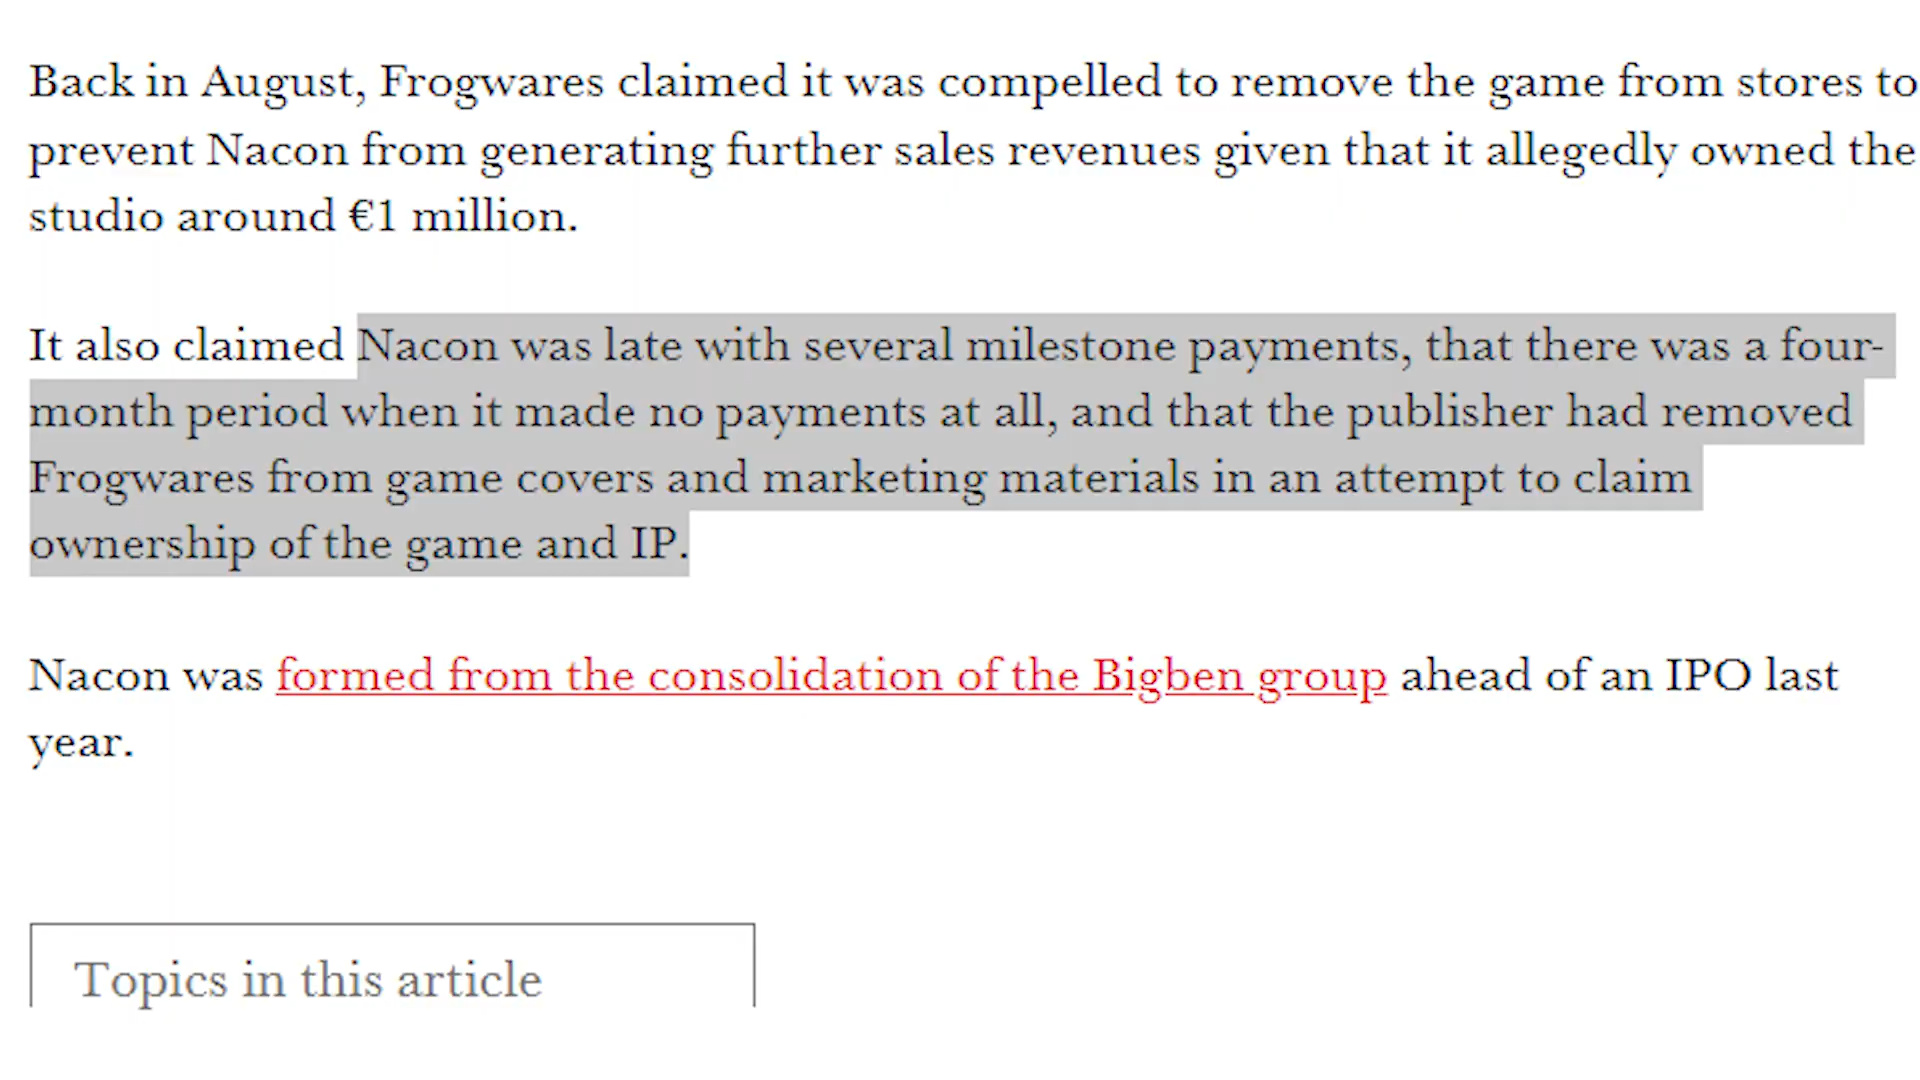 Back in August, Frogwares claimed it was compelled to remove the game from stores to
prevent Nacon from generating further sales revenues given that it allegedly owned the
studio around €1 million.
It also claimed Nacon was late with several milestone payments, that there was a four-
month period when it made no payments at all, and that the publisher had removed
Frogwares from game covers and marketing materials in an attempt to claim
ownership of the game and IP.
Nacon was formed from the consolidation of the Bigben group ahead of an IPO last
year.
Topics in this article